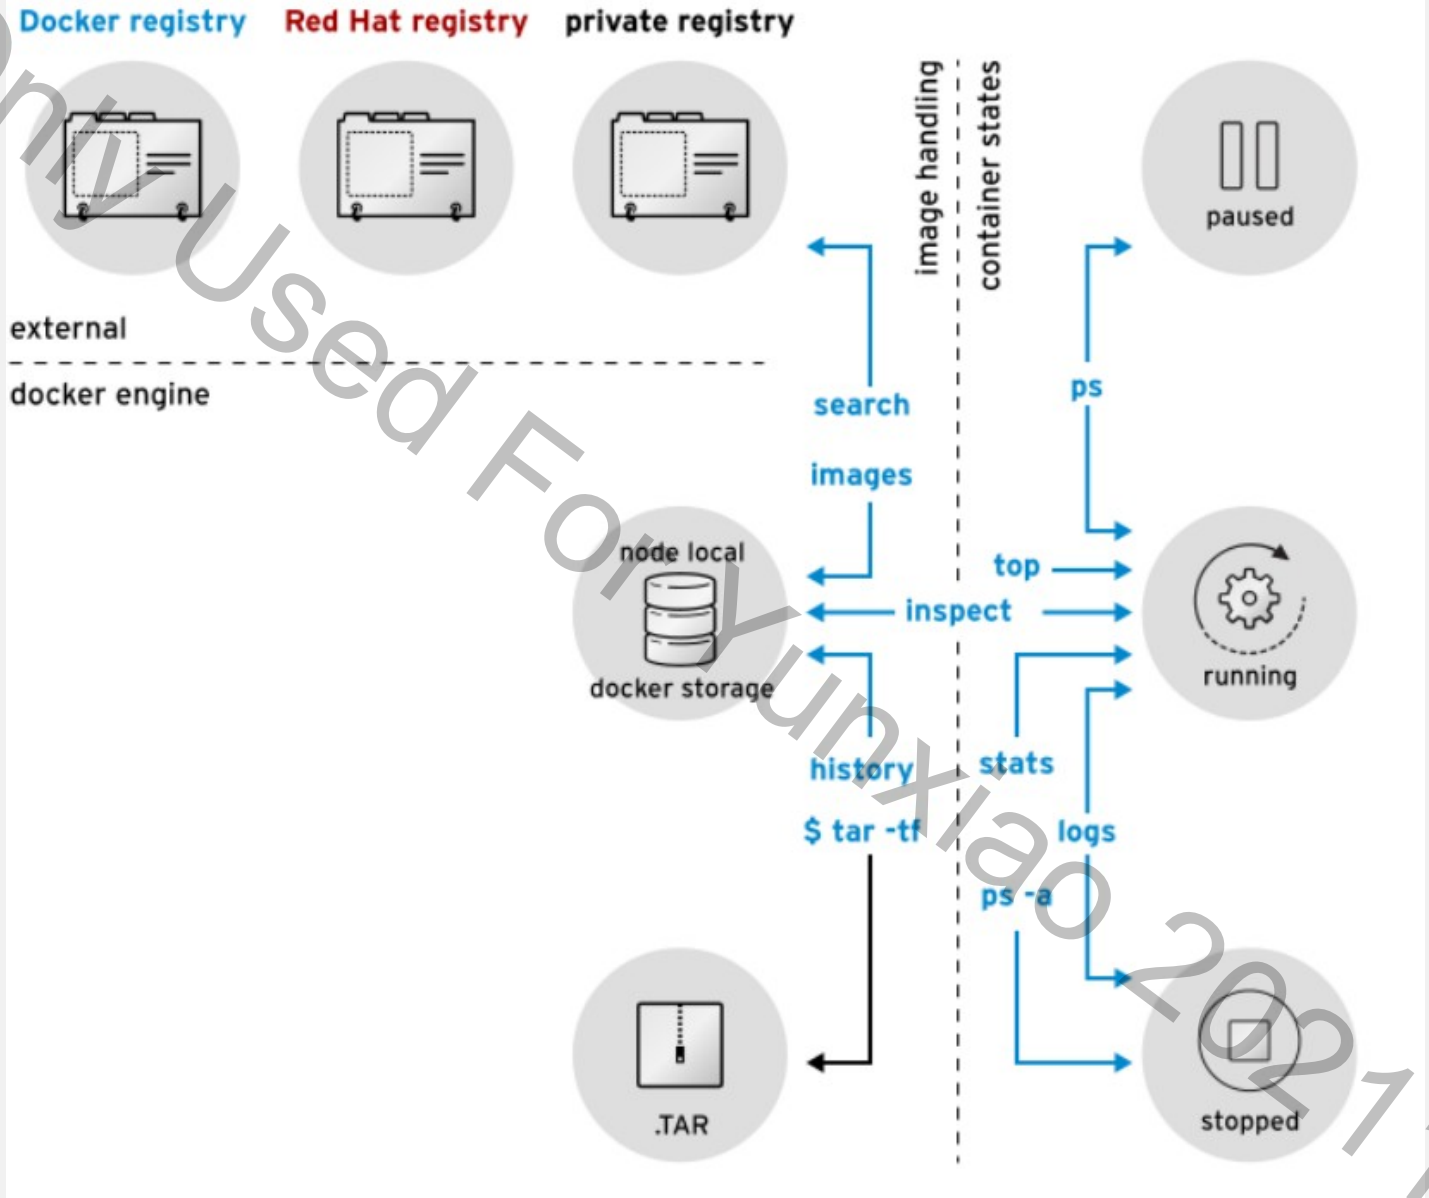 Docker registry
Red Hat registry
private registry
image handling
container states
paused
external
docker engine
search
ps
images
node local
docker storage
top
inspect
running
history
stats
$ tar -tf
logs
ps -a
.TAR
stopped
Only Used For Yunxiao 2021